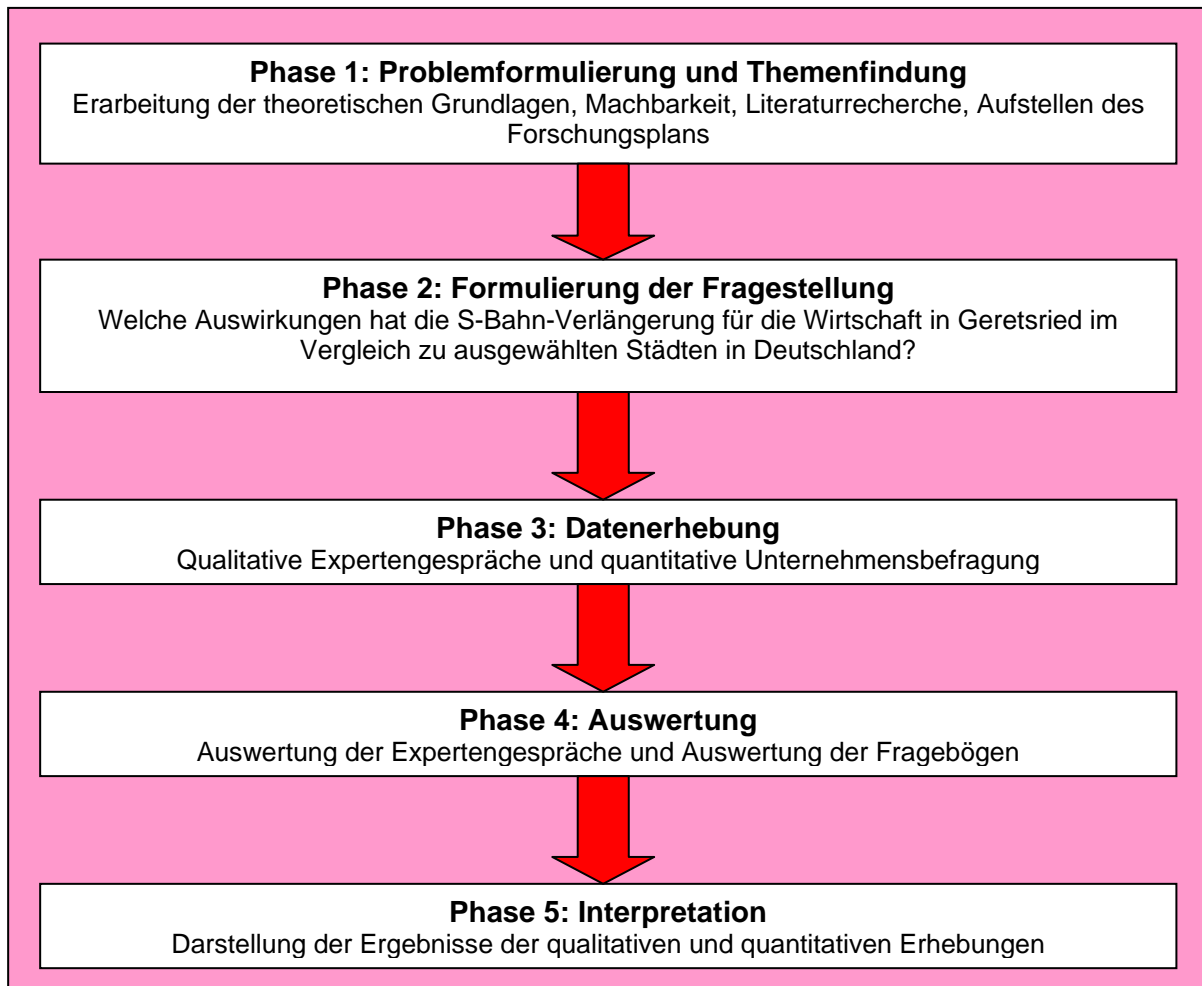 Phase 1: Problemformulierung und Themenfindung
Erarbeitung der theoretischen Grundlagen, Machbarkeit, Literaturrecherche, Aufstellen des
Forschungsplans
Phase 2: Formulierung der Fragestellung
Welche Auswirkungen hat die S-Bahn-Verlängerung für die Wirtschaft in Geretsried im
Vergleich zu ausgewählten Städten in Deutschland?
Phase 3: Datenerhebung
Qualitative Expertengespräche und quantitative Unternehmensbefragung
Phase 4: Auswertung
Auswertung der Expertengespräche und Auswertung der Fragebögen
Phase 5: Interpretation
Darstellung der Ergebnisse der qualitativen und quantitativen Erhebungen